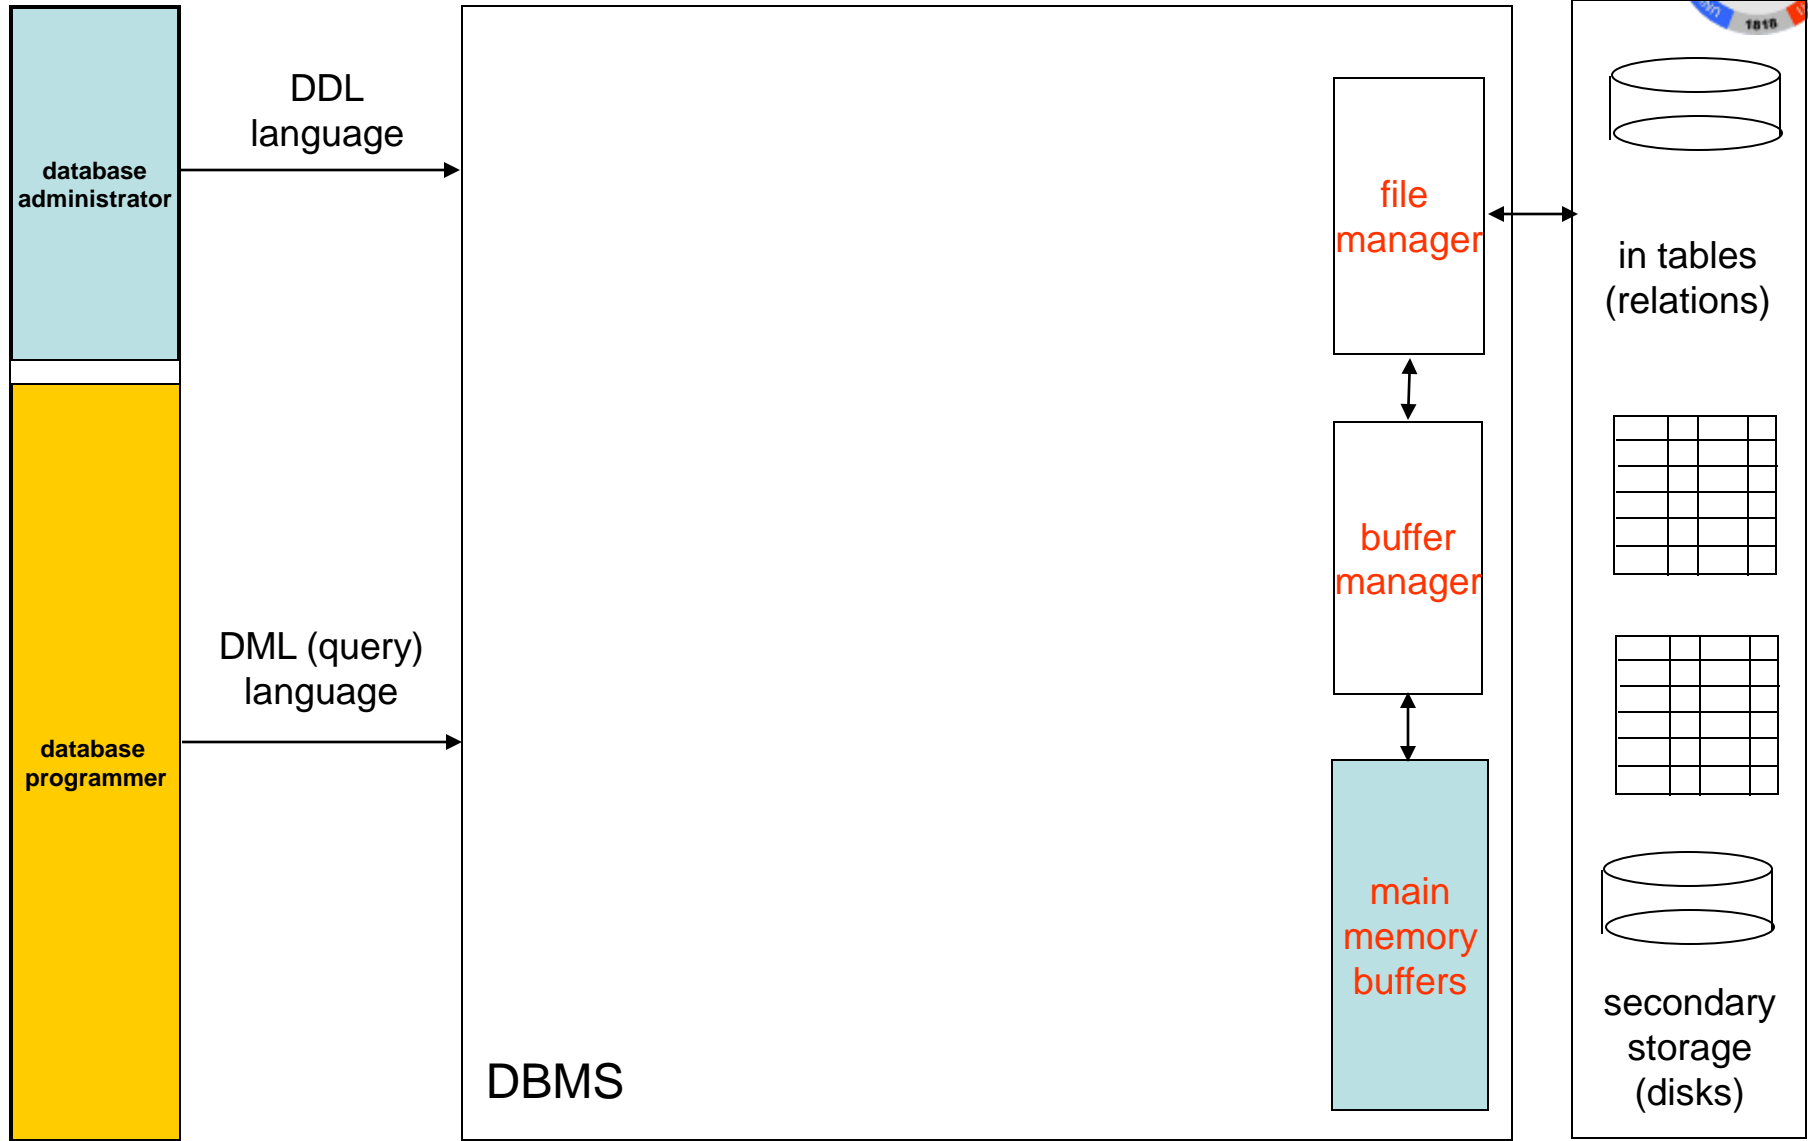 1818
DDL
language
database
administrator
file
manager
in tables
(relations)
buffer
manager
DML (query)
language
database
programmer
main
memory
buffers
secondary
storage
(disks)
DBMS